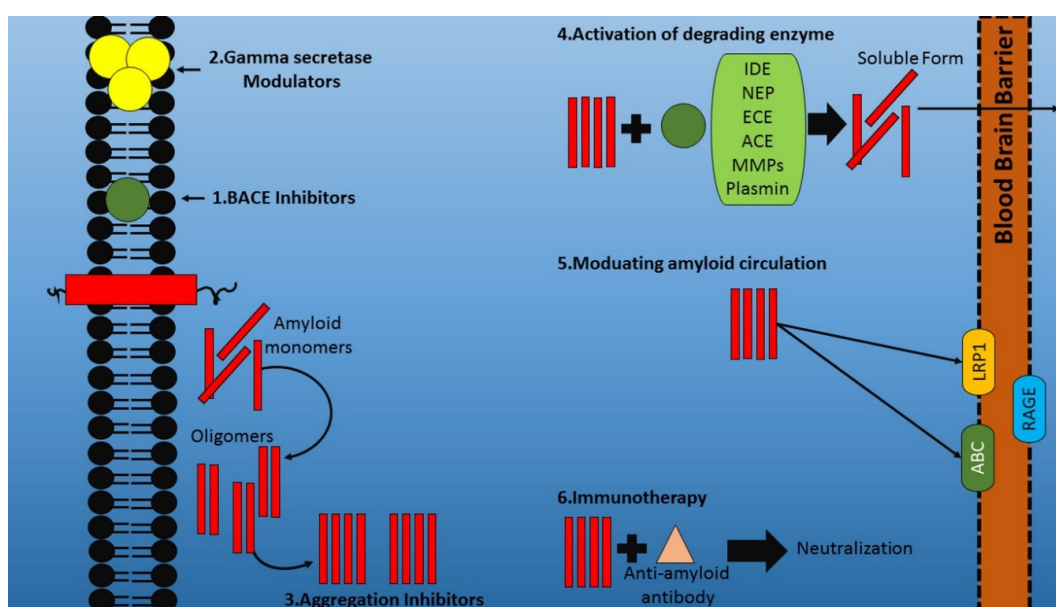 2.Gamma secretase
Modulators
1.BACE Inhibitors
Amyloid
monomers
Oligomers
3.Aggregation Inhibitors
4.Activation of degrading enzyme
IDE
NEP
ECE
ACE
MMPs
Plasmin
Soluble Form
5.Moduating amyloid circulation
6.Immunotherapy
Anti-amyloid
antibody
Neutralization
Blood Brain Barrier
LRP1
RAGE
ABC